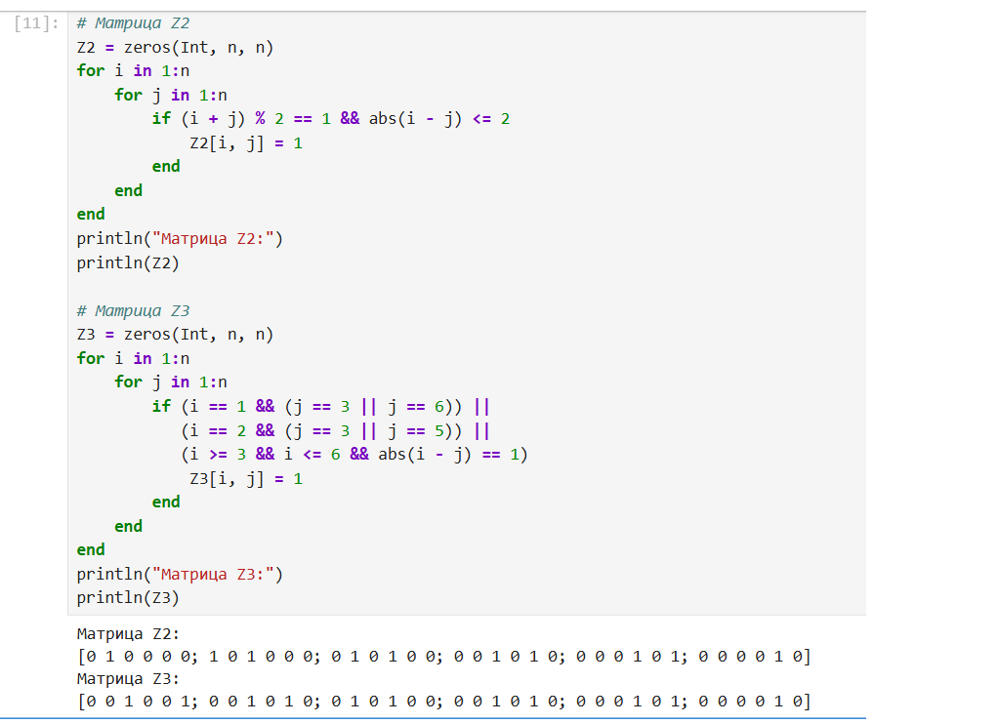 [11]: # Матрица Z2
Z2 = zeros(Int, n, n)
for i in 1:n
    for j in 1:n
        if (i + j) % 2 == 1 && abs(i - j) <= 2
            Z2[i, j] = 1
        end
    end
end
println("Матрица Z2:")
println(Z2)

# Матрица Z3
Z3 = zeros(Int, n, n)
for i in 1:n
    for j in 1:n
        if (i == 1 && (j == 3 || j == 6)) ||
           (i == 2 && (j == 3 || j == 5)) ||
           (i >= 3 && i <= 6 && abs(i - j) == 1)
            Z3[i, j] = 1
        end
    end
end
println("Матрица Z3:")
println(Z3)
Матрица Z2:
[0 1 0 0 0 0; 1 0 1 0 0 0; 0 1 0 1 0 0; 0 0 1 0 1 0; 0 0 0 1 0 1; 0 0 0 0 1 0]
Матрица Z3:
[0 0 1 0 0 1; 0 0 1 0 1 0; 0 1 0 1 0 0; 0 0 1 0 1 0; 0 0 0 1 0 1; 0 0 0 0 1 0]